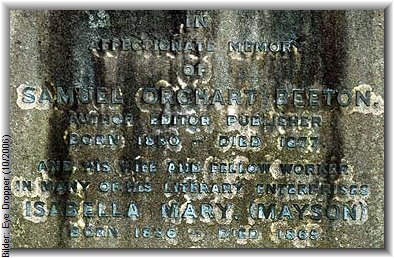 IN
AFFECTIONATE MEMORY
OF
SAMUEL ORCHART BEETON.
AUTHOR EDITOR PUBLISHER
BORN 1830 – DIED 1877.
AND HIS WIFE AND FELLOW WORKER
IN MANY OF HIS LITERARY ENTERPRISES
ISABELLA MARY. (MAYSON)
BORN 1836 – DIED 1865
Bilder: Eye Dropper (10/2006)